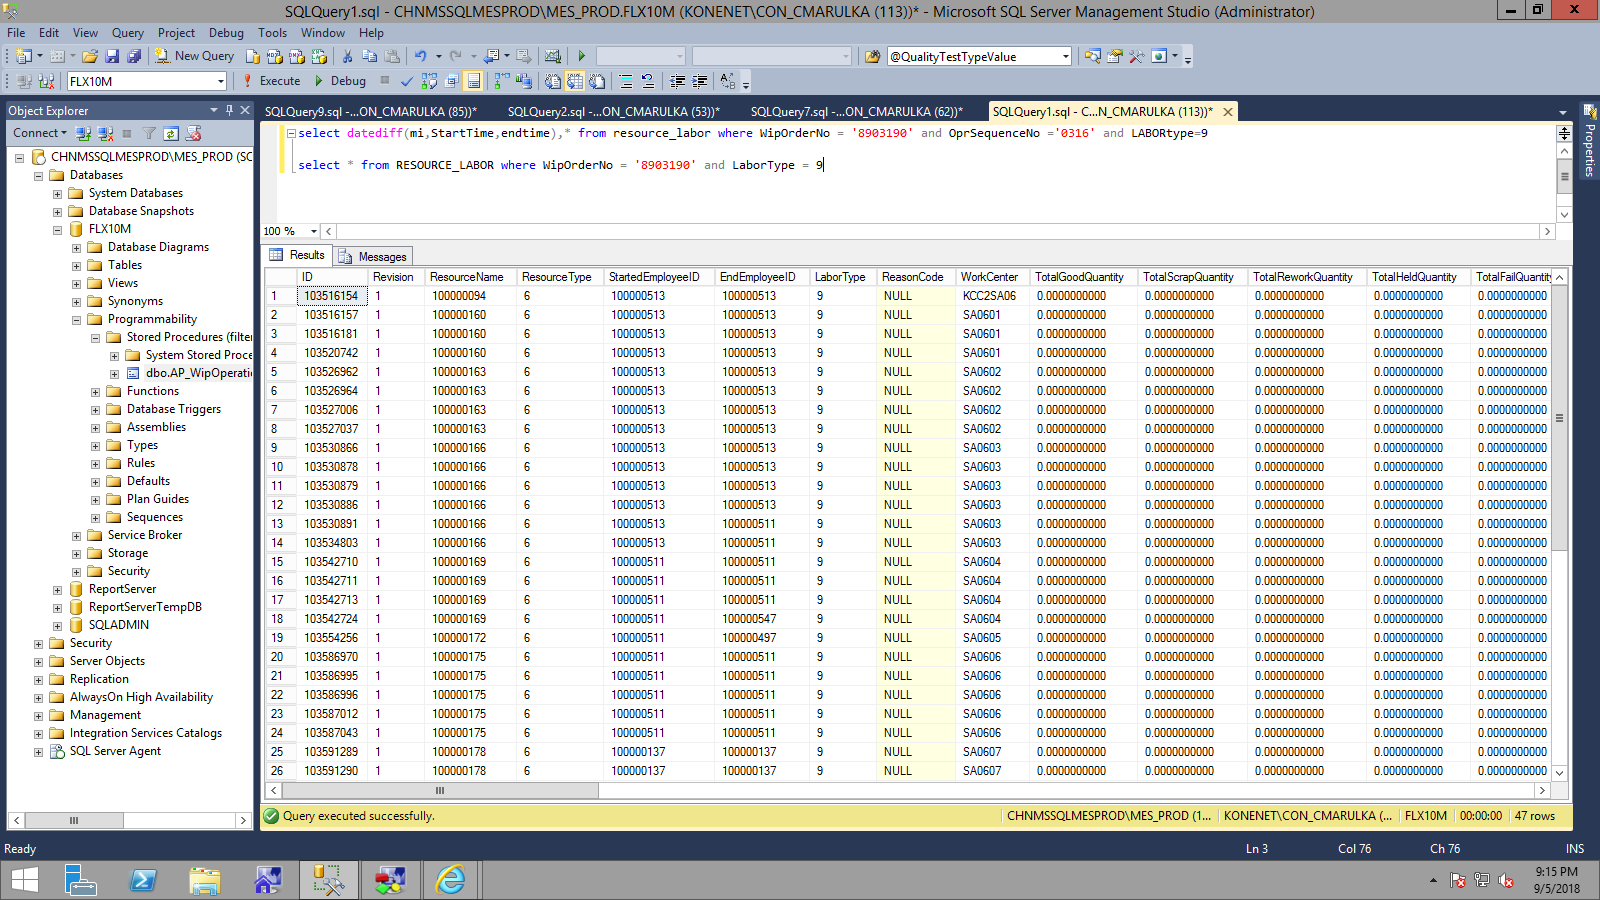 SQLQuery1.sql - CHNMSSQLMESPROD\MES_PROD.FLX10M (KONENET\CON_CMARULKA (113))* - Microsoft SQL Server Management Studio (Administrator)
File Edit View Query Project Debug Tools Window Help
New Query @QualityTestTypeValue
FLX10M Execute Debug
Object Explorer
Connect
CHNMSSQLMESPROD\MES_PROD (SC
Databases
System Databases
Database Snapshots
FLX10M
Database Diagrams
Tables
Views
Synonyms
Programmability
Stored Procedures (filter
System Stored Proce
dbo.AP_WipOperati
Functions
Database Triggers
Assemblies
Types
Rules
Defaults
Plan Guides
Sequences
Service Broker
Storage
Security
ReportServer
ReportServerTempDB
SQLADMIN
Security
Server Objects
Replication
AlwaysOn High Availability
Management
Integration Services Catalogs
SQL Server Agent
SQLQuery9.sql -...ON_CMARULKA (85))* SQLQuery2.sql -...ON_CMARULKA (53))* SQLQuery7.sql -...ON_CMARULKA (62))* SQLQuery1.sql - C...N_CMARULKA (113))*
select datediff(mi,StartTime,endtime),* from resource_labor where WipOrderNo = '8903190' and OprSequenceNo ='0316' and LABORtype=9
select * from RESOURCE_LABOR where WipOrderNo = '8903190' and LaborType = 9
100 %
Results Messages
ID Revision ResourceName ResourceType StartedEmployeeID EndEmployeeID LaborType ReasonCode WorkCenter TotalGoodQuantity TotalScrapQuantity TotalReworkQuantity TotalHeldQuantity TotalFailQuantity
1 103516154 1 100000094 6 100000513 100000513 9 NULL KCC2SA06 0.0000000000 0.0000000000 0.0000000000 0.0000000000 0.0000000000
2 103516157 1 100000160 6 100000513 100000513 9 NULL SA0601 0.0000000000 0.0000000000 0.0000000000 0.0000000000 0.0000000000
3 103516181 1 100000160 6 100000513 100000513 9 NULL SA0601 0.0000000000 0.0000000000 0.0000000000 0.0000000000 0.0000000000
4 103520742 1 100000160 6 100000513 100000513 9 NULL SA0601 0.0000000000 0.0000000000 0.0000000000 0.0000000000 0.0000000000
5 103526962 1 100000163 6 100000513 100000513 9 NULL SA0602 0.0000000000 0.0000000000 0.0000000000 0.0000000000 0.0000000000
6 103526964 1 100000163 6 100000513 100000513 9 NULL SA0602 0.0000000000 0.0000000000 0.0000000000 0.0000000000 0.0000000000
7 103527006 1 100000163 6 100000513 100000513 9 NULL SA0602 0.0000000000 0.0000000000 0.0000000000 0.0000000000 0.0000000000
8 103527037 1 100000163 6 100000513 100000513 9 NULL SA0602 0.0000000000 0.0000000000 0.0000000000 0.0000000000 0.0000000000
9 103530866 1 100000166 6 100000513 100000513 9 NULL SA0603 0.0000000000 0.0000000000 0.0000000000 0.0000000000 0.0000000000
10 103530878 1 100000166 6 100000513 100000513 9 NULL SA0603 0.0000000000 0.0000000000 0.0000000000 0.0000000000 0.0000000000
11 103530879 1 100000166 6 100000513 100000513 9 NULL SA0603 0.0000000000 0.0000000000 0.0000000000 0.0000000000 0.0000000000
12 103530886 1 100000166 6 100000513 100000513 9 NULL SA0603 0.0000000000 0.0000000000 0.0000000000 0.0000000000 0.0000000000
13 103530891 1 100000166 6 100000513 100000511 9 NULL SA0603 0.0000000000 0.0000000000 0.0000000000 0.0000000000 0.0000000000
14 103534803 1 100000166 6 100000513 100000511 9 NULL SA0603 0.0000000000 0.0000000000 0.0000000000 0.0000000000 0.0000000000
15 103542710 1 100000169 6 100000511 100000511 9 NULL SA0604 0.0000000000 0.0000000000 0.0000000000 0.0000000000 0.0000000000
16 103542711 1 100000169 6 100000511 100000511 9 NULL SA0604 0.0000000000 0.0000000000 0.0000000000 0.0000000000 0.0000000000
17 103542713 1 100000169 6 100000511 100000511 9 NULL SA0604 0.0000000000 0.0000000000 0.0000000000 0.0000000000 0.0000000000
18 103542724 1 100000169 6 100000511 100000547 9 NULL SA0604 0.0000000000 0.0000000000 0.0000000000 0.0000000000 0.0000000000
19 103554256 1 100000172 6 100000511 100000497 9 NULL SA0605 0.0000000000 0.0000000000 0.0000000000 0.0000000000 0.0000000000
20 103586970 1 100000175 6 100000511 100000511 9 NULL SA0606 0.0000000000 0.0000000000 0.0000000000 0.0000000000 0.0000000000
21 103586995 1 100000175 6 100000511 100000511 9 NULL SA0606 0.0000000000 0.0000000000 0.0000000000 0.0000000000 0.0000000000
22 103586996 1 100000175 6 100000511 100000511 9 NULL SA0606 0.0000000000 0.0000000000 0.0000000000 0.0000000000 0.0000000000
23 103587012 1 100000175 6 100000511 100000511 9 NULL SA0606 0.0000000000 0.0000000000 0.0000000000 0.0000000000 0.0000000000
24 103587043 1 100000175 6 100000511 100000511 9 NULL SA0606 0.0000000000 0.0000000000 0.0000000000 0.0000000000 0.0000000000
25 103591289 1 100000178 6 100000137 100000137 9 NULL SA0607 0.0000000000 0.0000000000 0.0000000000 0.0000000000 0.0000000000
26 103591290 1 100000178 6 100000137 100000137 9 NULL SA0607 0.0000000000 0.0000000000 0.0000000000 0.0000000000 0.0000000000
Query executed successfully. CHNMSSQLMESPROD\MES_PROD (1... KONENET\CON_CMARULKA (... FLX10M 00:00:00 47 rows
Properties
Ready Ln 3 Col 76 Ch 76 INS
9:15 PM
9/5/2018